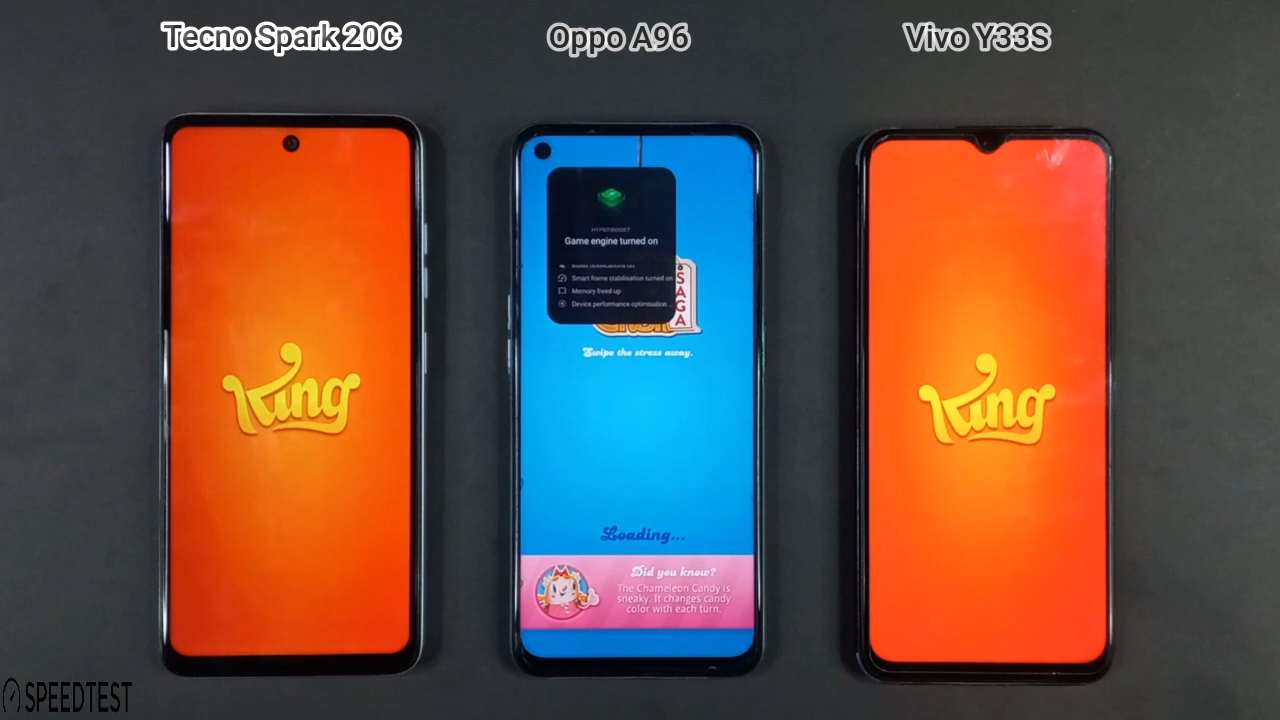 Tecno Spark 20C
Oppo A96
Vivo Y33S
King
HYPERBOOST
Game engine turned on
Smart frame stabilisation turned on
Memory freed up
Device performance optimisation ...
SAGA
Swipe the stress away.
Loading...
Did you know?
The Chameleon Candy is
sneaky. It changes candy
color with each turn.
King
SPEEDTEST